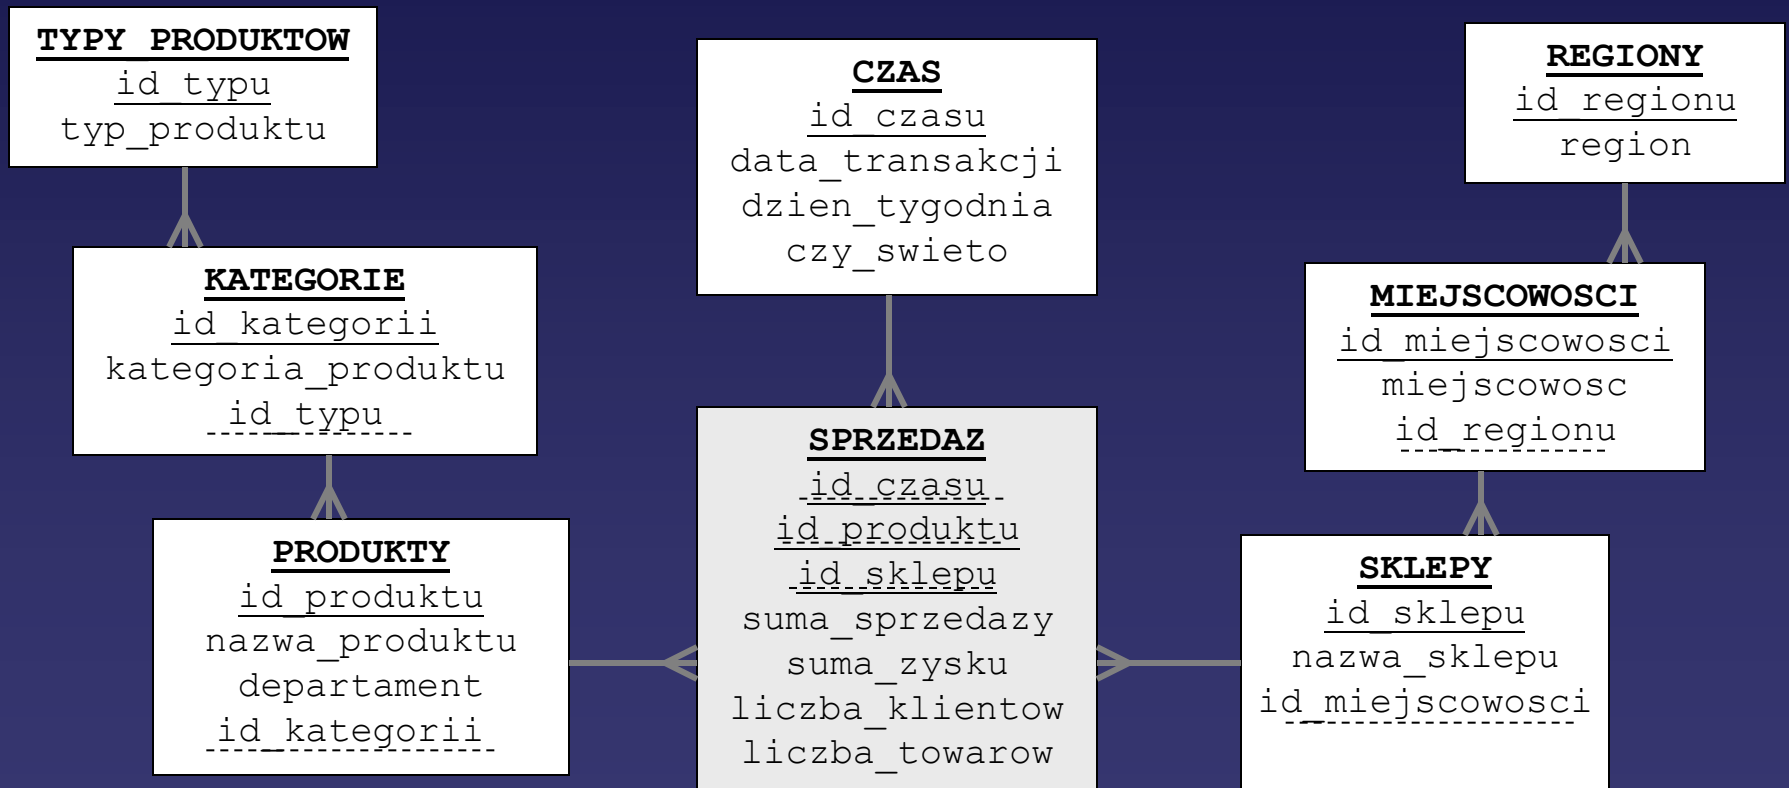 TYPY_PRODUKTOW
id_typu
typ_produktu
KATEGORIE
id_kategorii
kategoria_produktu
id_typu
PRODUKTY
id_produktu
nazwa_produktu
departament
id_kategorii
CZAS
id_czasu
data_transakcji
dzien_tygodnia
czy_swieto
SPRZEDAZ
id_czasu
id_produktu
id_sklepu
suma_sprzedazy
suma_zysku
liczba_klientow
liczba_towarow
REGIONY
id_regionu
region
MIEJSCOWOSCI
id_miejscowosci
miejscowosc
id_regionu
SKLEPY
id_sklepu
nazwa_sklepu
id_miejscowosci